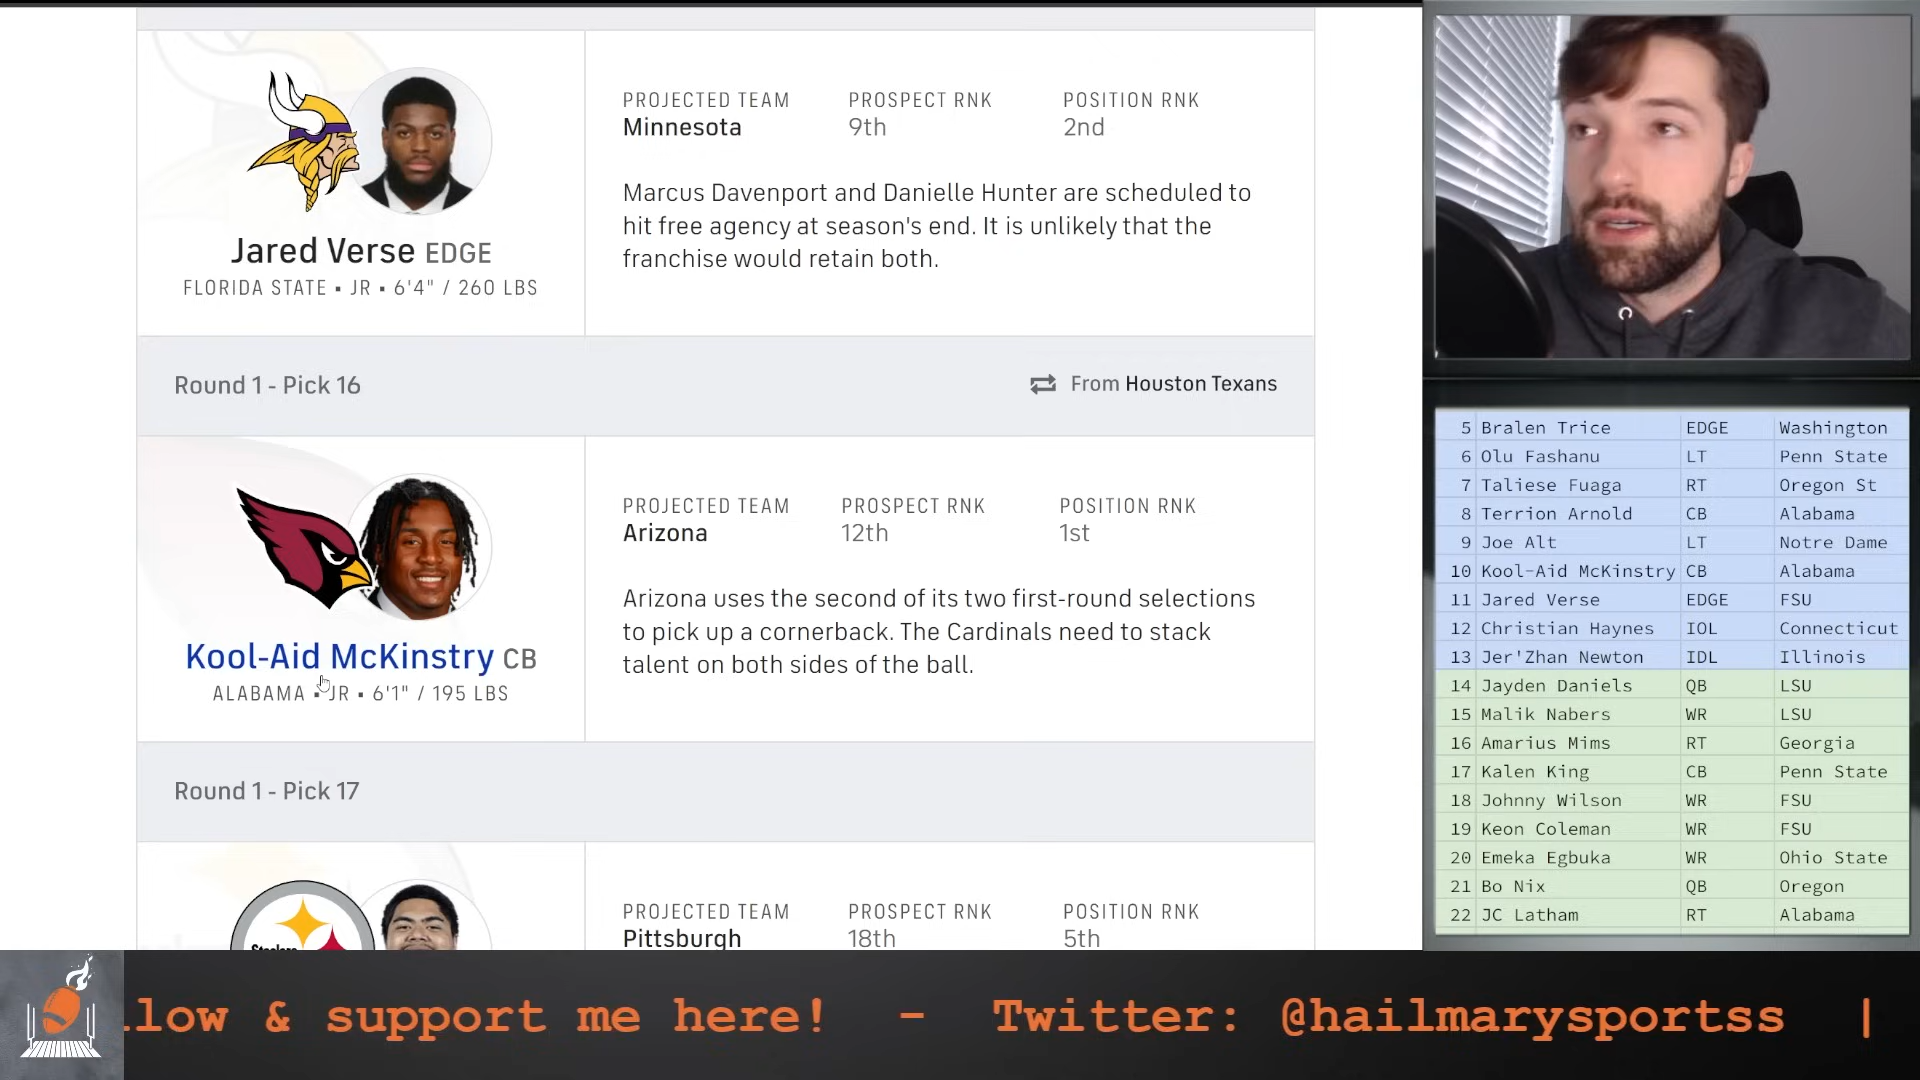 PROJECTED TEAM PROSPECT RNK POSITION RNK
Minnesota 9th 2nd
Marcus Davenport and Danielle Hunter are scheduled to
hit free agency at season's end. It is unlikely that the
franchise would retain both.
Jared Verse EDGE
FLORIDA STATE • JR • 6'4" / 260 LBS
Round 1 - Pick 16
From Houston Texans
PROJECTED TEAM PROSPECT RNK POSITION RNK
Arizona 12th 1st
Arizona uses the second of its two first-round selections
to pick up a cornerback. The Cardinals need to stack
talent on both sides of the ball.
Kool-Aid McKinstry CB
ALABAMA • JR • 6'1" / 195 LBS
Round 1 - Pick 17
PROJECTED TEAM PROSPECT RNK POSITION RNK
Pittsburgh 18th 5th
Steelers
5 Bralen Trice EDGE Washington
6 Olu Fashanu LT Penn State
7 Taliese Fuaga RT Oregon St
8 Terrion Arnold CB Alabama
9 Joe Alt LT Notre Dame
10 Kool-Aid McKinstry CB Alabama
11 Jared Verse EDGE FSU
12 Christian Haynes IOL Connecticut
13 Jer'Zhan Newton IDL Illinois
14 Jayden Daniels QB LSU
15 Malik Nabers WR LSU
16 Amarius Mims RT Georgia
17 Kalen King CB Penn State
18 Johnny Wilson WR FSU
19 Keon Coleman WR FSU
20 Emeka Egbuka WR Ohio State
21 Bo Nix QB Oregon
22 JC Latham RT Alabama
llow & support me here! - Twitter: @hailmarysportss |